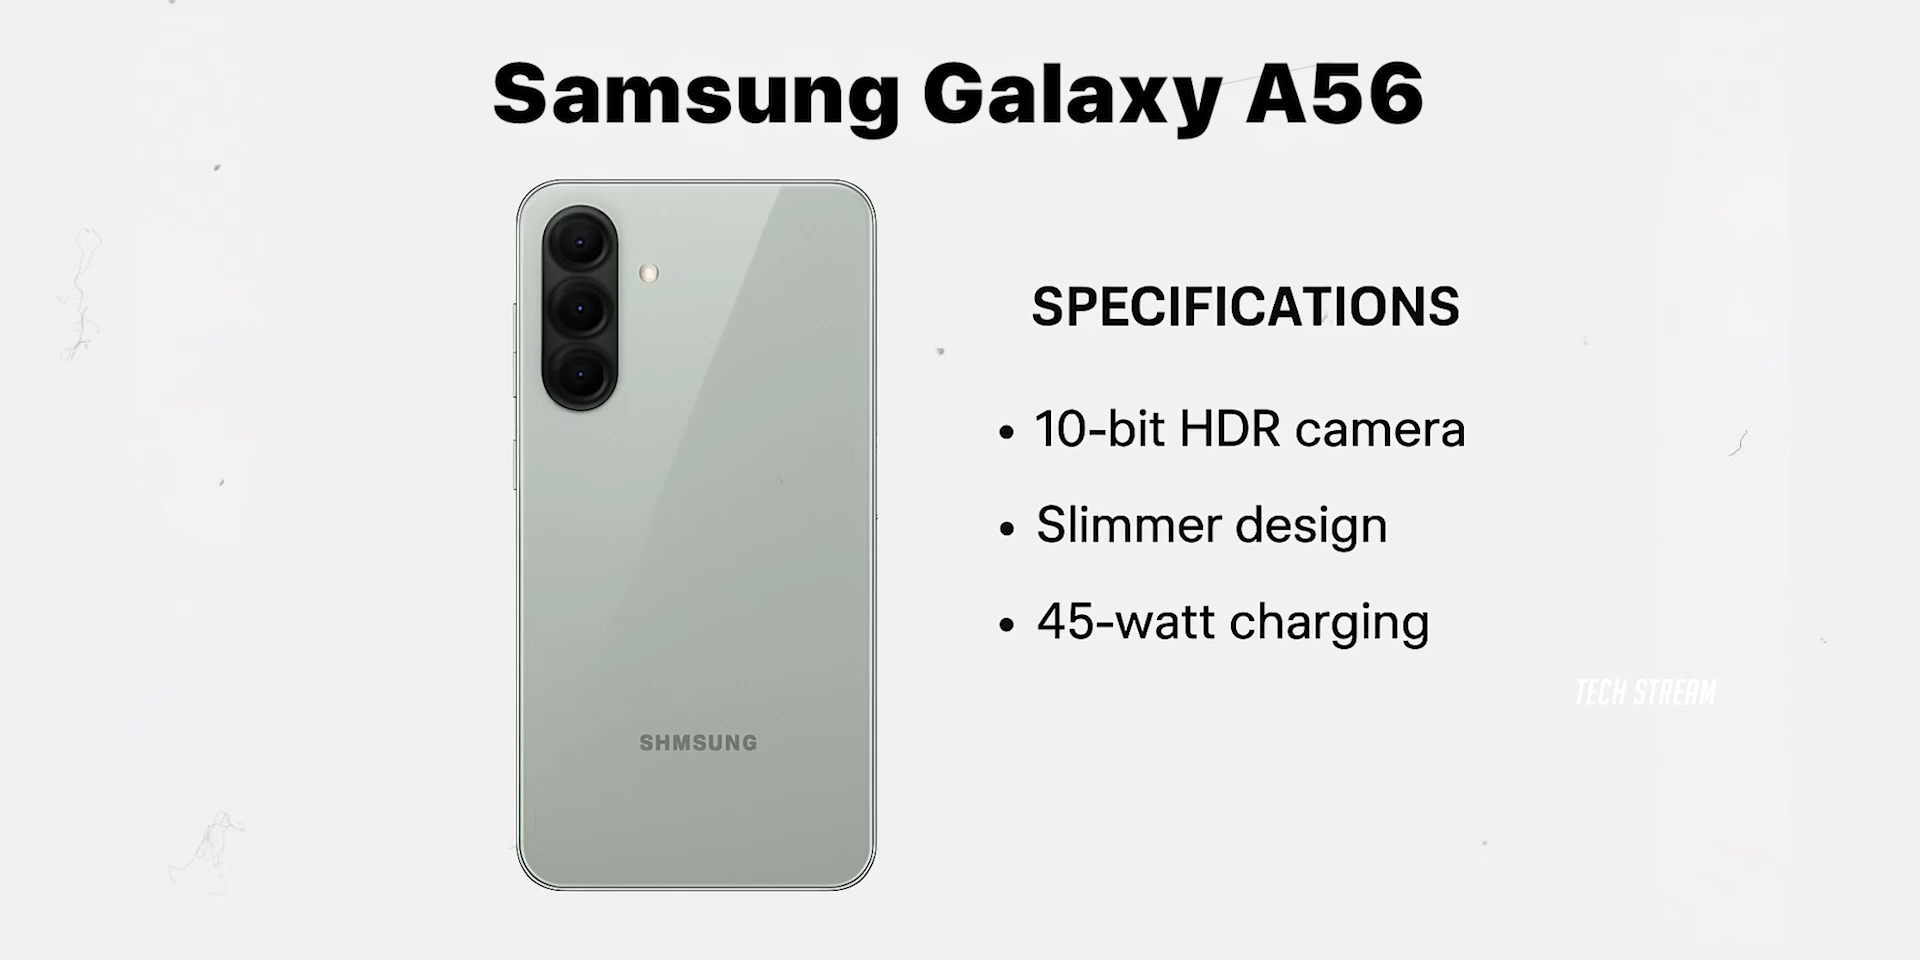 Samsung Galaxy A56
SPECIFICATIONS
• 10-bit HDR camera
• Slimmer design
• 45-watt charging
TECH STREAM
SHMSUNG